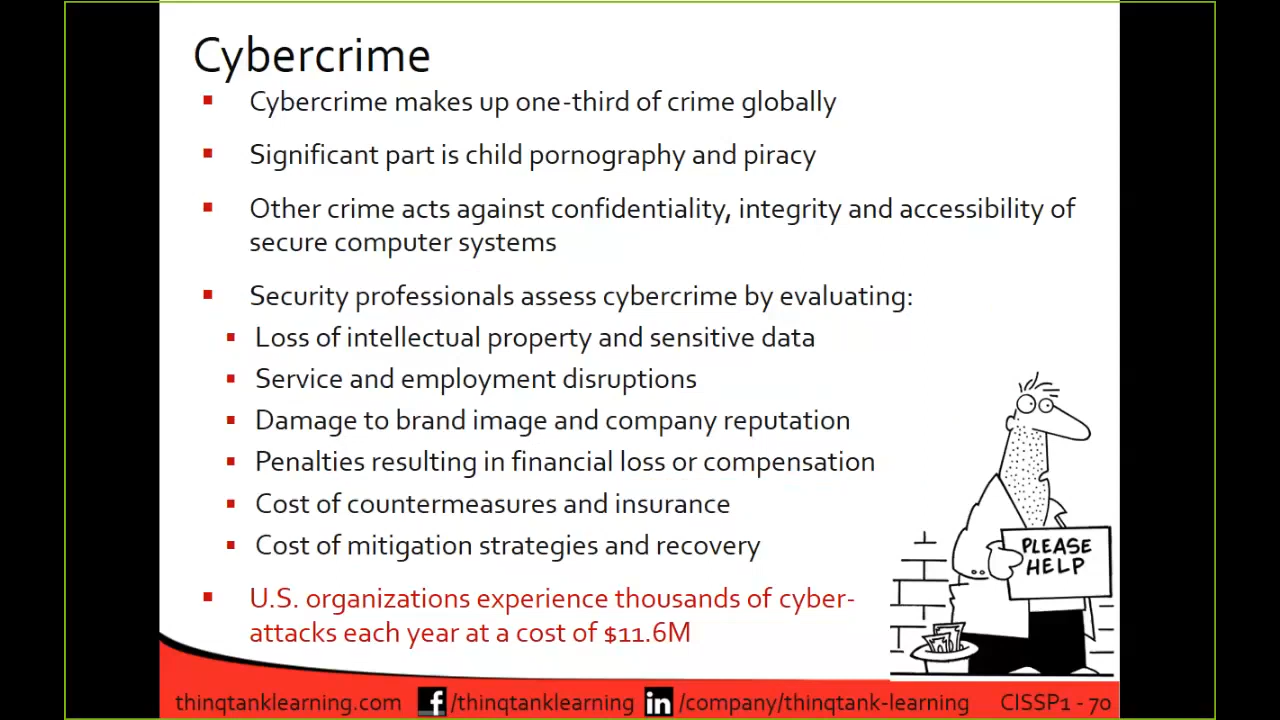 Cybercrime
Cybercrime makes up one-third of crime globally
Significant part is child pornography and piracy
Other crime acts against confidentiality, integrity and accessibility of
secure computer systems
Security professionals assess cybercrime by evaluating:
Loss of intellectual property and sensitive data
Service and employment disruptions
Damage to brand image and company reputation
Penalties resulting in financial loss or compensation
Cost of countermeasures and insurance
Cost of mitigation strategies and recovery
PLEASE
HELP
U.S. organizations experience thousands of cyber-
attacks each year at a cost of $11.6M
thinqtanklearning.com f /thinqtanklearning in /company/thinqtank-learning CISSP1 - 70